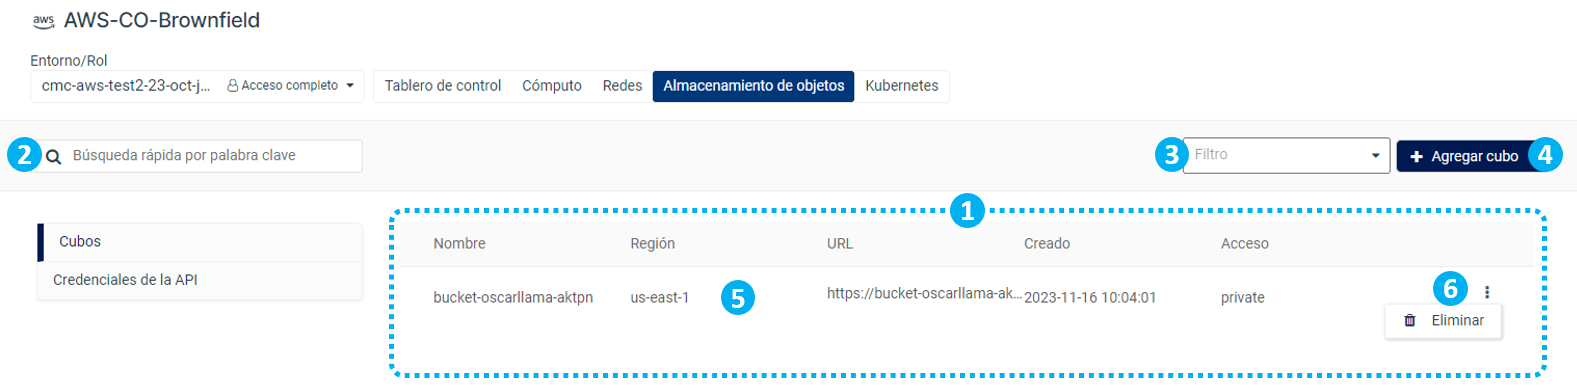 aws AWS-CO-Brownfield
Entorno/Rol
cmc-aws-test2-23-oct-j... Acceso completo Tablero de control Cómputo Redes Almacenamiento de objetos Kubernetes
2 Búsqueda rápida por palabra clave 3 Filtro + Agregar cubo 4
1
Cubos
Credenciales de la API
Nombre Región URL Creado Acceso
bucket-oscarllama-aktpn us-east-1 5 https://bucket-oscarllama-ak... 2023-11-16 10:04:01 private 6
Eliminar